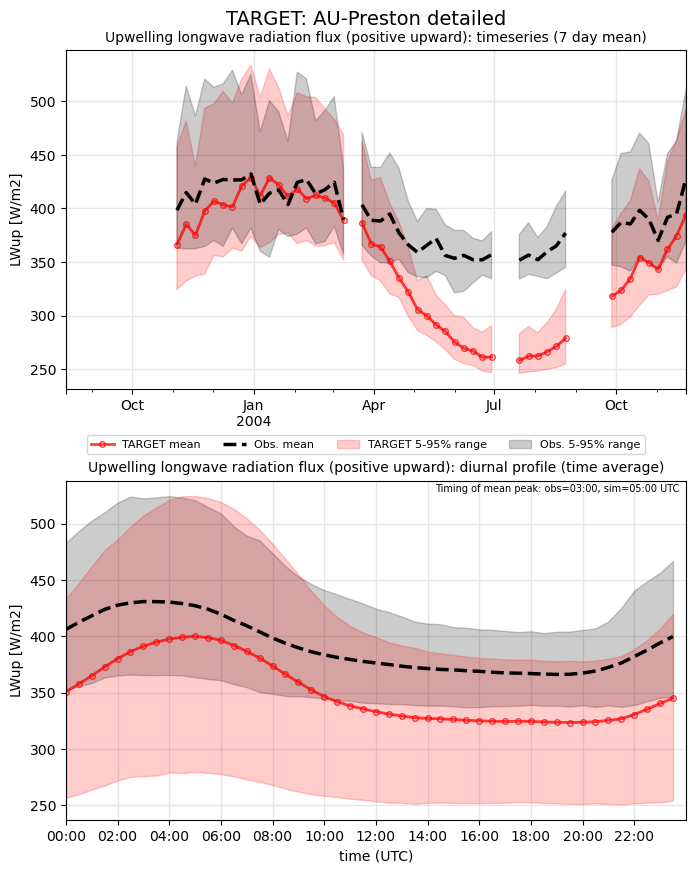 TARGET: AU-Preston detailed
Upwelling longwave radiation flux (positive upward): timeseries (7 day mean)
LWup [W/m2]
500
450
400
350
300
250
Oct
Jan
2004
Apr
Jul
Oct
TARGET mean
Obs. mean
TARGET 5-95% range
Obs. 5-95% range
Upwelling longwave radiation flux (positive upward): diurnal profile (time average)
Timing of mean peak: obs=03:00, sim=05:00 UTC
LWup [W/m2]
500
450
400
350
300
250
00:00 02:00 04:00 06:00 08:00 10:00 12:00 14:00 16:00 18:00 20:00 22:00
time (UTC)